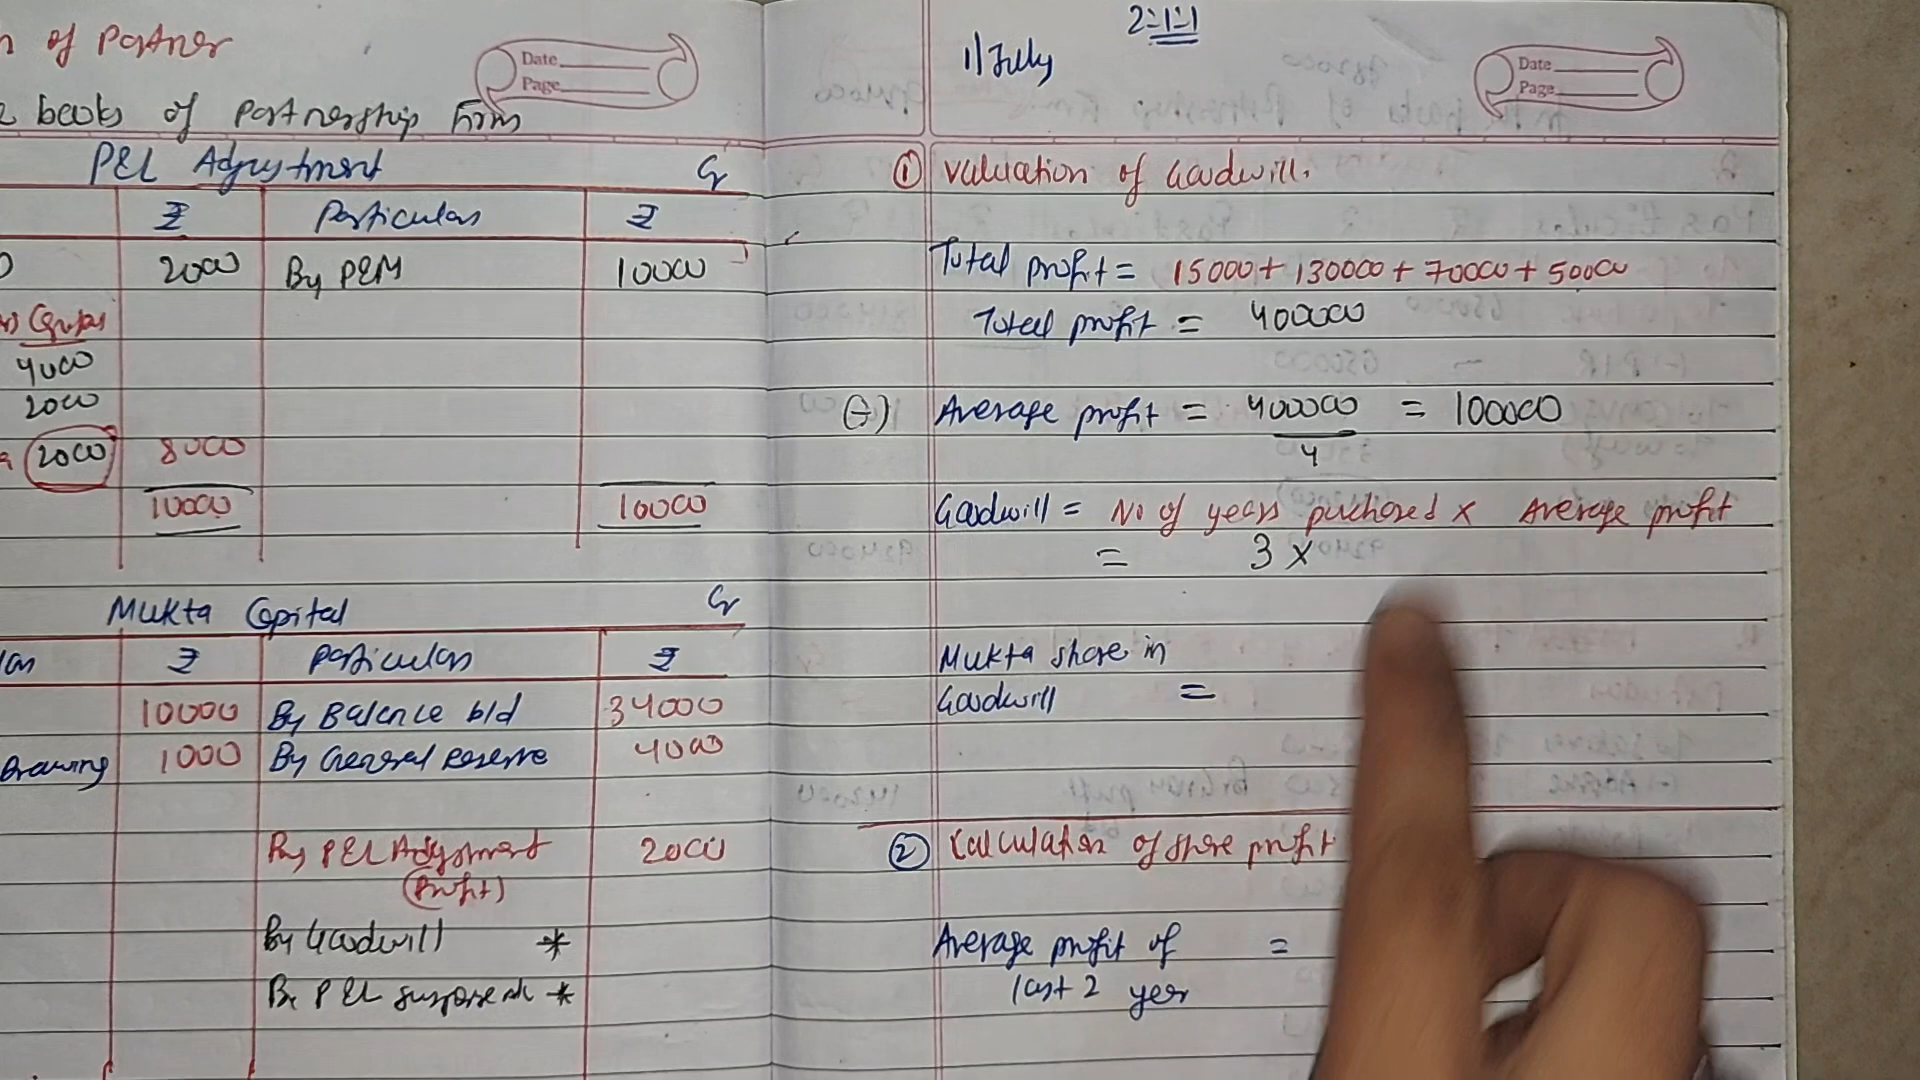 of Partner
Date
Page
books of Partnership Firm
P&L Adjustment Cr
₹ Particulars ₹
2000 By P&M 10000
4000
2000
2000 8000
10000 10000
Mukta Capital Cr
₹ Particulars ₹
10000 By Balance b/d 34000
Drawing 1000 By General Reserve 4000
By P&L Adjustment 2000
(Profit)
By Goodwill *
By P&L suspense *
2:1:1
1/July
Date
Page
① Valuation of Goodwill.
Total profit = 15000 + 130000 + 70000 + 50000
Total profit = 400000
Average profit = 400000 = 100000
4
Goodwill = No of years purchased x Average profit
= 3 x
Mukta share in
Goodwill =
② Calculation of share profit
Average profit of =
last 2 year